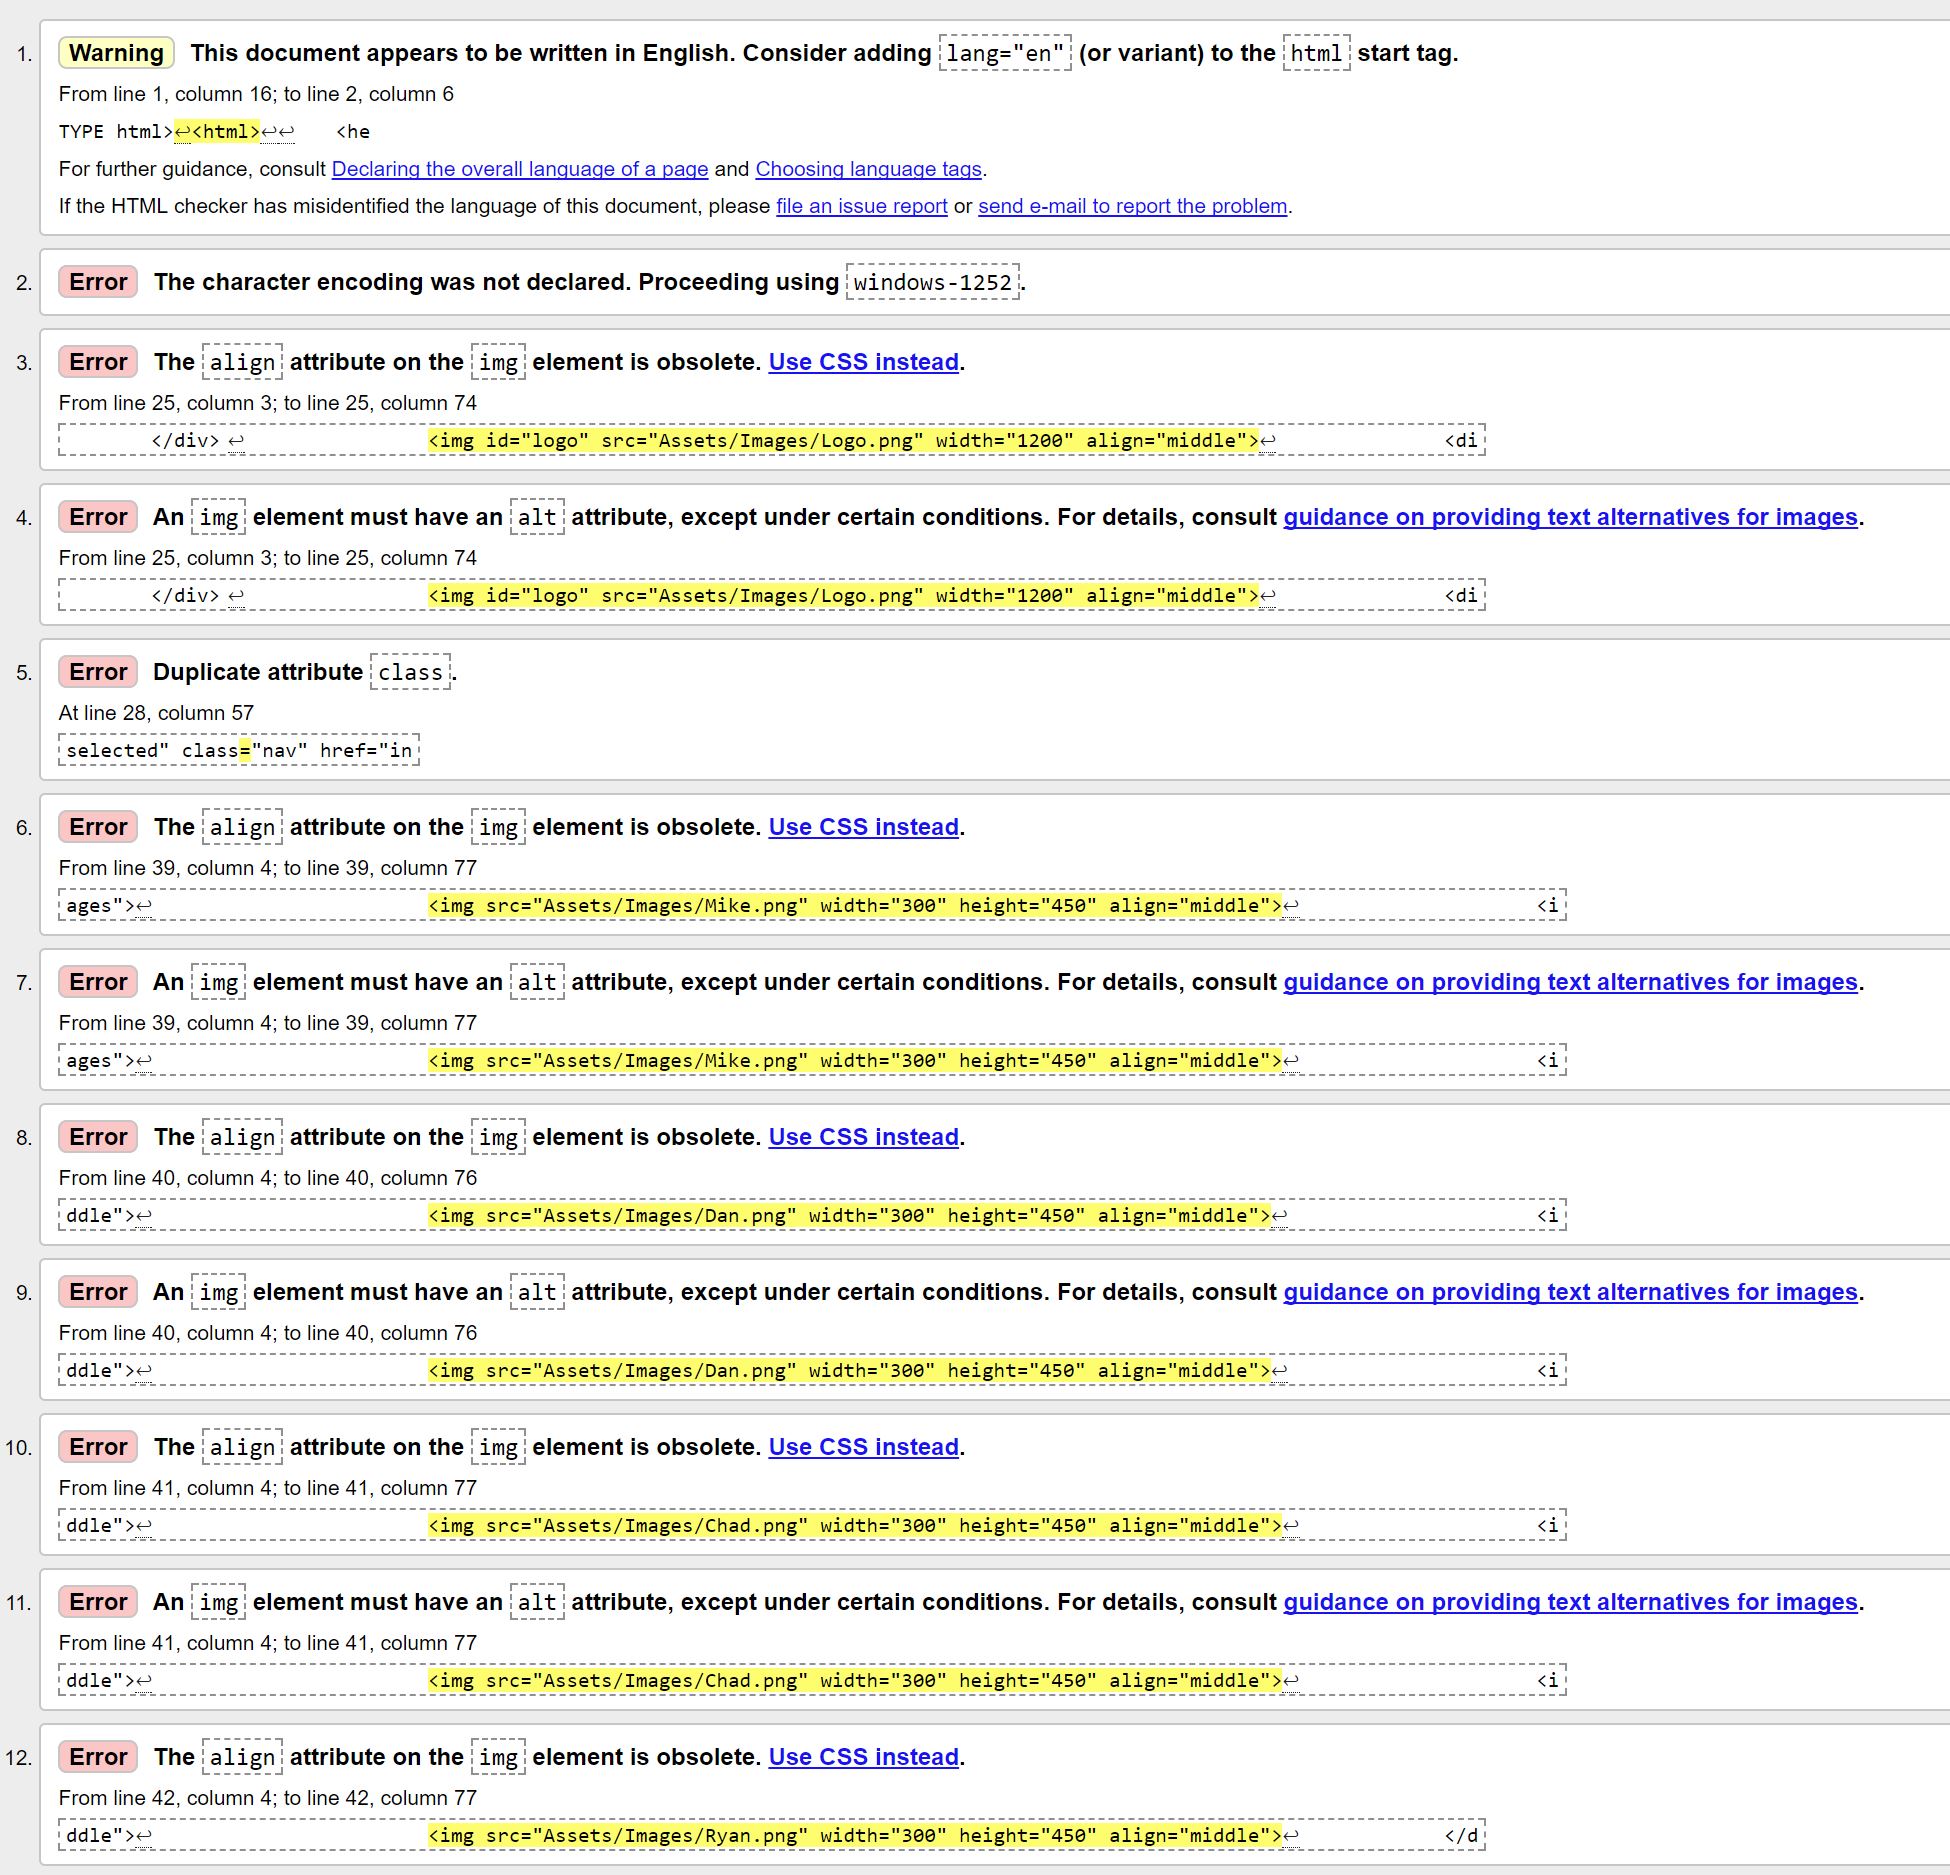 1. Warning This document appears to be written in English. Consider adding lang="en" (or variant) to the html start tag.
From line 1, column 16; to line 2, column 6
TYPE html>↩<html>↩↩    <he
For further guidance, consult Declaring the overall language of a page and Choosing language tags.
If the HTML checker has misidentified the language of this document, please file an issue report or send e-mail to report the problem.
2. Error The character encoding was not declared. Proceeding using windows-1252.
3. Error The align attribute on the img element is obsolete. Use CSS instead.
From line 25, column 3; to line 25, column 74
</div> ↩ <img id="logo" src="Assets/Images/Logo.png" width="1200" align="middle">↩ <di
4. Error An img element must have an alt attribute, except under certain conditions. For details, consult guidance on providing text alternatives for images.
From line 25, column 3; to line 25, column 74
</div> ↩ <img id="logo" src="Assets/Images/Logo.png" width="1200" align="middle">↩ <di
5. Error Duplicate attribute class.
At line 28, column 57
selected" class="nav" href="in
6. Error The align attribute on the img element is obsolete. Use CSS instead.
From line 39, column 4; to line 39, column 77
ages">↩ <img src="Assets/Images/Mike.png" width="300" height="450" align="middle">↩ <i
7. Error An img element must have an alt attribute, except under certain conditions. For details, consult guidance on providing text alternatives for images.
From line 39, column 4; to line 39, column 77
ages">↩ <img src="Assets/Images/Mike.png" width="300" height="450" align="middle">↩ <i
8. Error The align attribute on the img element is obsolete. Use CSS instead.
From line 40, column 4; to line 40, column 76
ddle">↩ <img src="Assets/Images/Dan.png" width="300" height="450" align="middle">↩ <i
9. Error An img element must have an alt attribute, except under certain conditions. For details, consult guidance on providing text alternatives for images.
From line 40, column 4; to line 40, column 76
ddle">↩ <img src="Assets/Images/Dan.png" width="300" height="450" align="middle">↩ <i
10. Error The align attribute on the img element is obsolete. Use CSS instead.
From line 41, column 4; to line 41, column 77
ddle">↩ <img src="Assets/Images/Chad.png" width="300" height="450" align="middle">↩ <i
11. Error An img element must have an alt attribute, except under certain conditions. For details, consult guidance on providing text alternatives for images.
From line 41, column 4; to line 41, column 77
ddle">↩ <img src="Assets/Images/Chad.png" width="300" height="450" align="middle">↩ <i
12. Error The align attribute on the img element is obsolete. Use CSS instead.
From line 42, column 4; to line 42, column 77
ddle">↩ <img src="Assets/Images/Ryan.png" width="300" height="450" align="middle">↩ </d